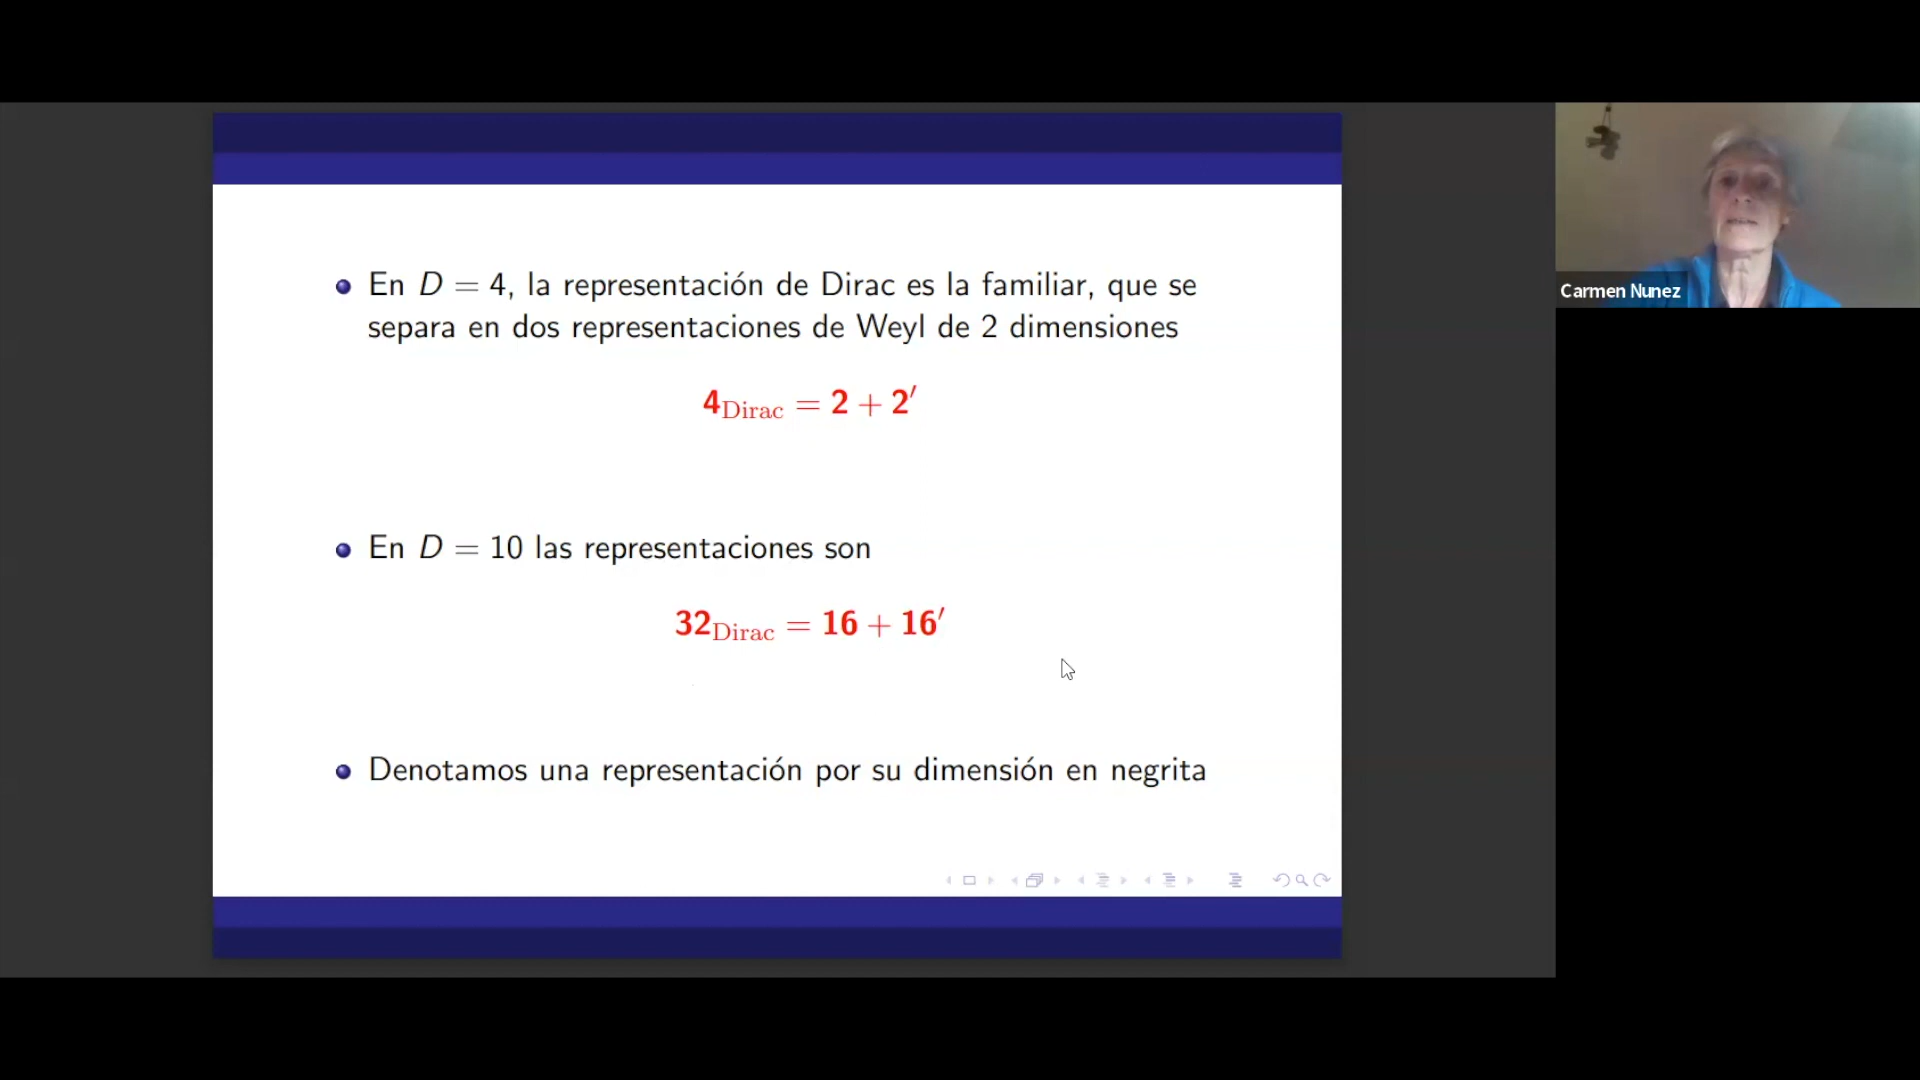 En D = 4, la representación de Dirac es la familiar, que se
separa en dos representaciones de Weyl de 2 dimensiones
4Dirac = 2 + 2′
En D = 10 las representaciones son
32Dirac = 16 + 16′
Denotamos una representación por su dimensión en negrita
Carmen Nunez